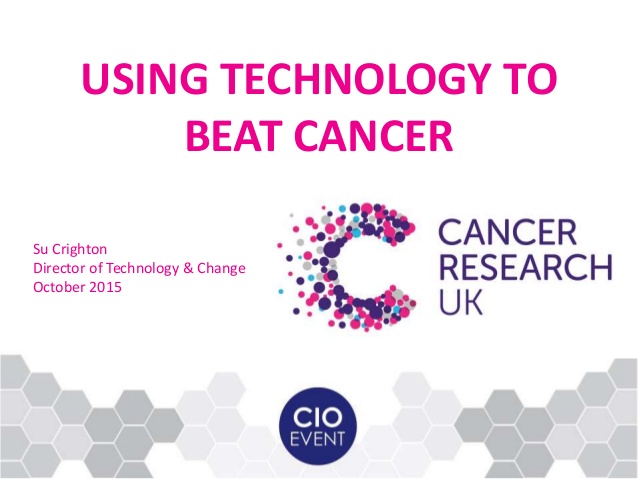 USING TECHNOLOGY TO
BEAT CANCER
Su Crighton
Director of Technology & Change
October 2015
CANCER
RESEARCH
UK
CIO
EVENT